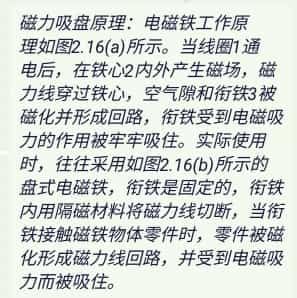 磁力吸盘原理：电磁铁工作原
理如图2.16(a)所示。当线圈1通
电后，在铁心2内外产生磁场，磁
力线穿过铁心，空气隙和衔铁3被
磁化并形成回路，衔铁受到电磁吸
力的作用被牢牢吸住。实际使用
时，往往采用如图2.16(b)所示的
盘式电磁铁，衔铁是固定的，衔铁
内用隔磁材料将磁力线切断，当衔
铁接触磁铁物体零件时，零件被磁
化形成磁力线回路，并受到电磁吸
力而被吸住。